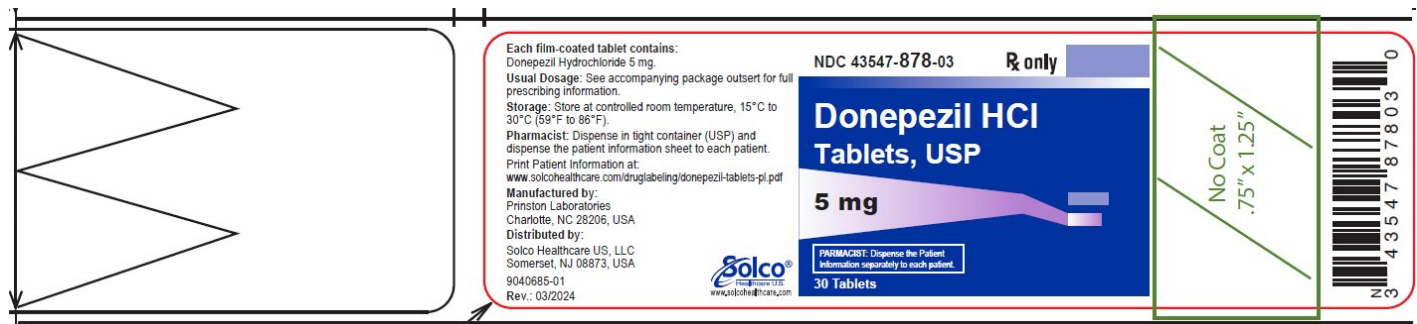 Each film-coated tablet contains:
Donepezil Hydrochloride 5 mg.
Usual Dosage: See accompanying package outsert for full
prescribing information.
Storage: Store at controlled room temperature, 15°C to
30°C (59°F to 86°F).
Pharmacist: Dispense in tight container (USP) and
dispense the patient information sheet to each patient.
Print Patient Information at:
www.solcohealthcare.com/druglabeling/donepezil-tablets-pl.pdf
Manufactured by:
Prinston Laboratories
Charlotte, NC 28206, USA
Distributed by:
Solco Healthcare US, LLC
Somerset, NJ 08873, USA
9040685-01
Rev.: 03/2024
Solco®
Healthcare U.S.
www.solcohealthcare.com
NDC 43547-878-03
Rx only
Donepezil HCl
Tablets, USP
5 mg
PARMACIST: Dispense the Patient
Information separately to each patient.
30 Tablets
No Coat
.75” x 1.25”
N 3 43547 87803 0